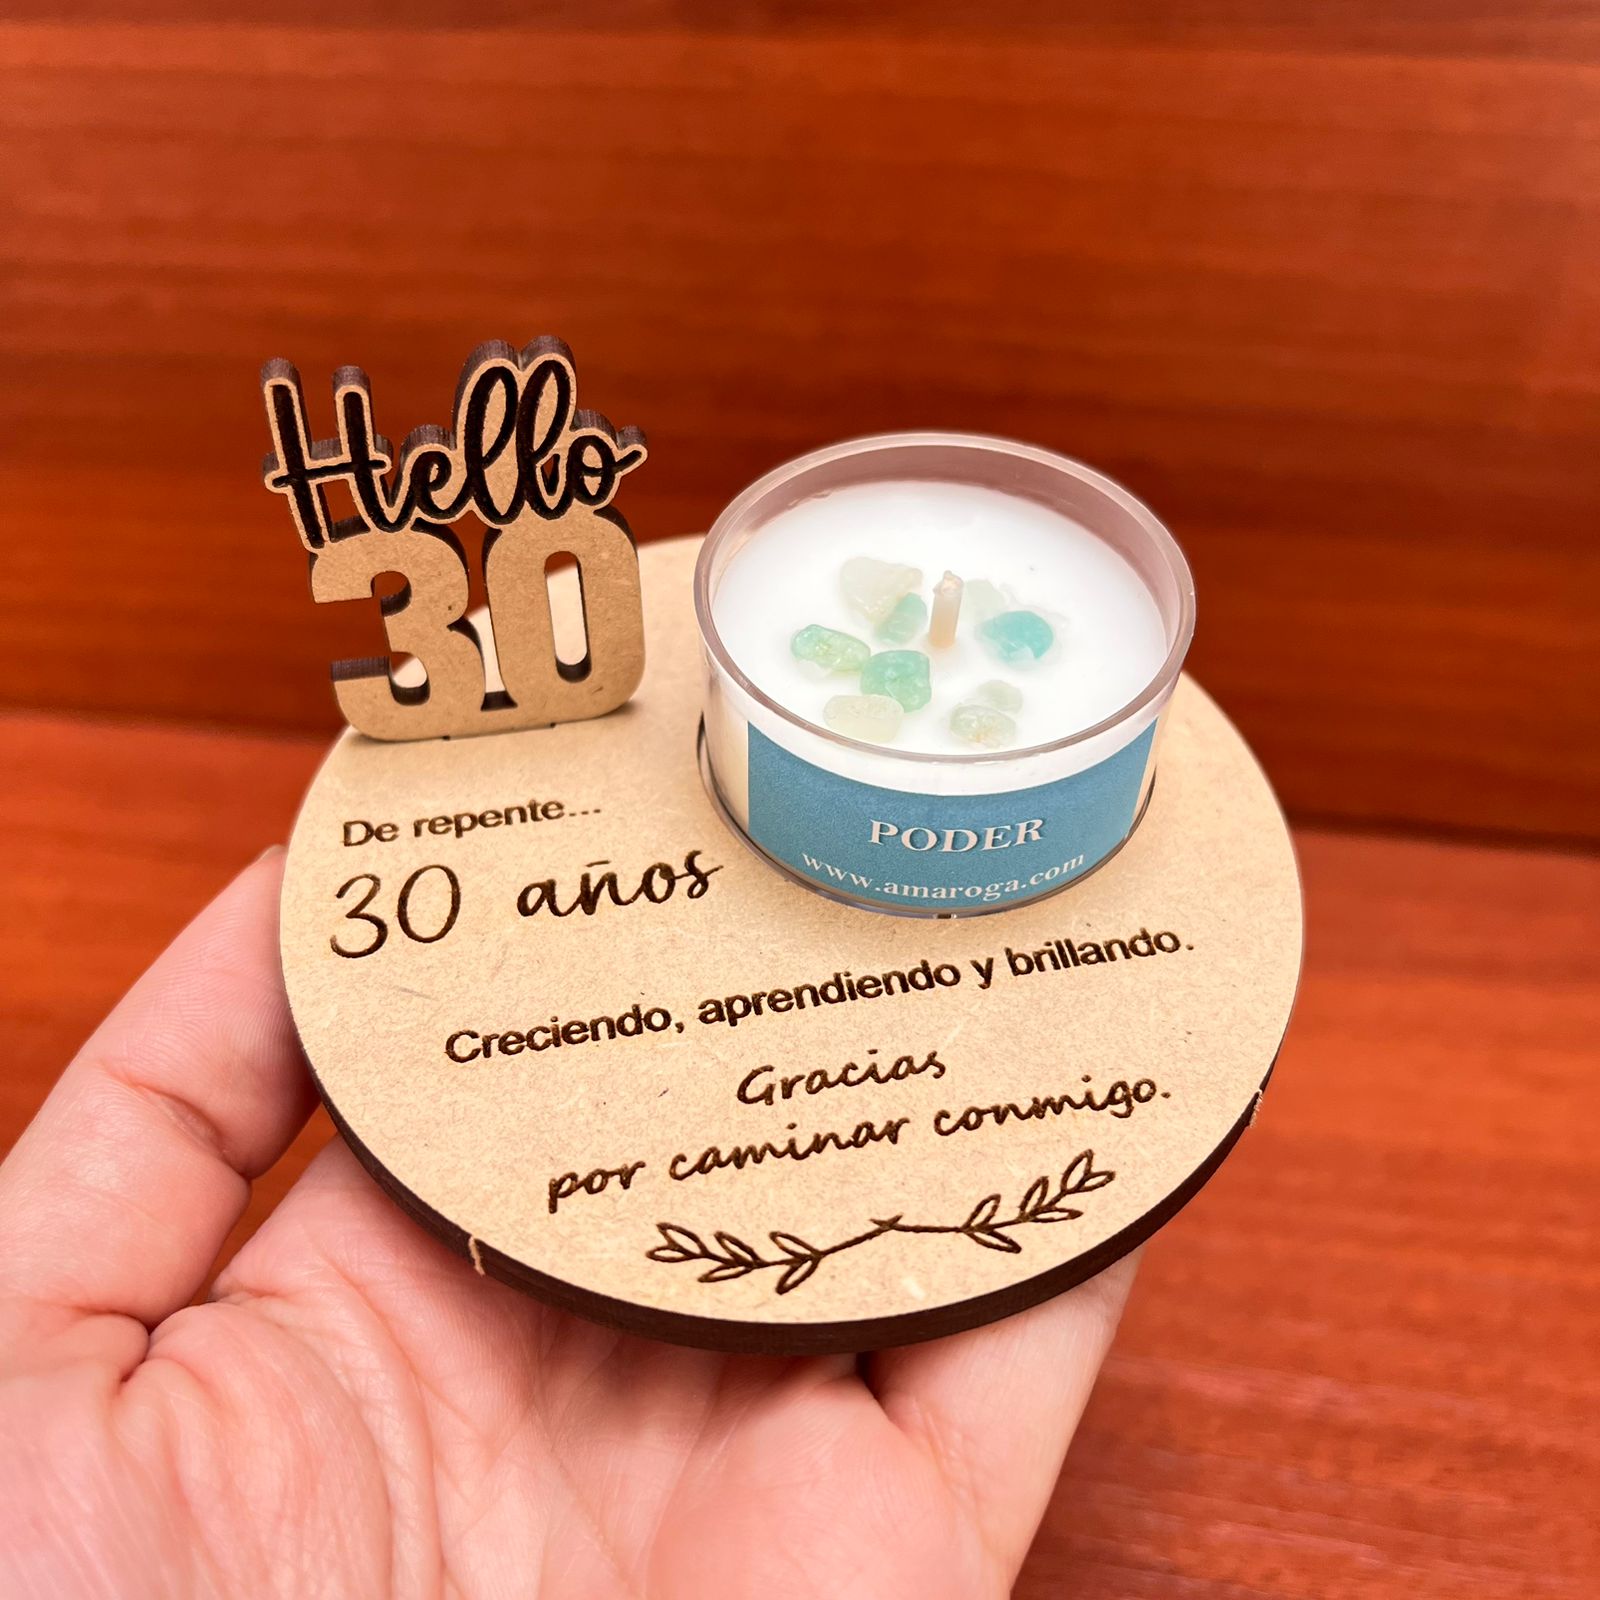 Hello
30
PODER
www.amaroga.com
De repente...
30 años
Creciendo, aprendiendo y brillando.
Gracias
por caminar conmigo.